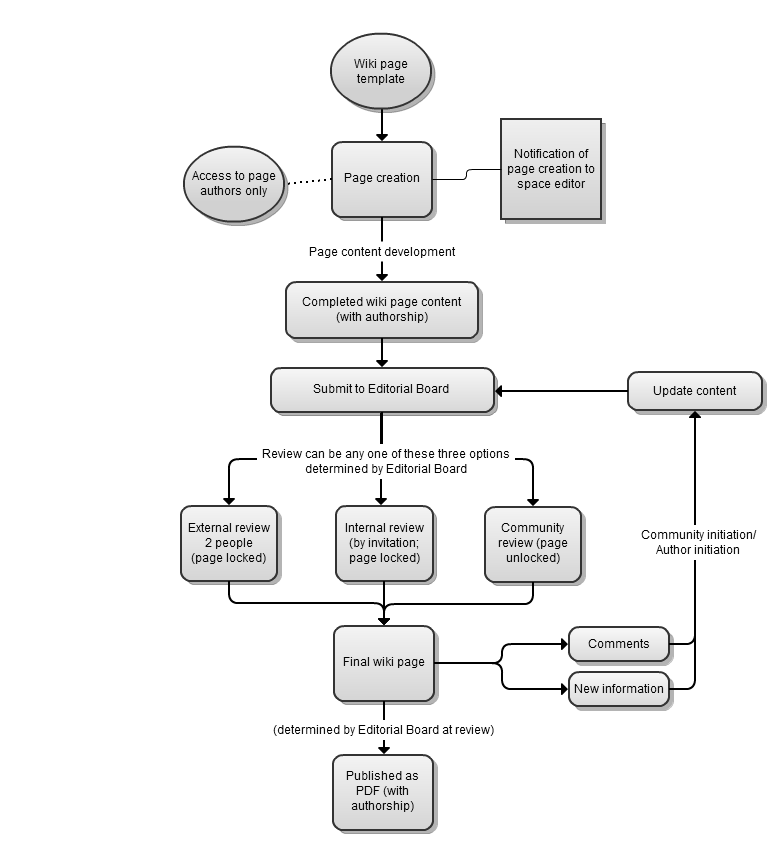 Wiki page
template
Access to page
authors only
Page creation
Notification of
page creation to
space editor
Page content development
Completed wiki page content
(with authorship)
Submit to Editorial Board
Update content
Review can be any one of these three options
determined by Editorial Board
External review
2 people
(page locked)
Internal review
(by invitation;
page locked)
Community
review (page
unlocked)
Community initiation/
Author initiation
Final wiki page
Comments
New information
(determined by Editorial Board at review)
Published as
PDF (with
authorship)